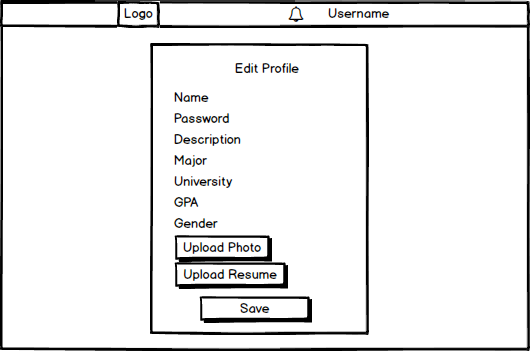 Logo
Username
Edit Profile
Name
Password
Description
Major
University
GPA
Gender
Upload Photo
Upload Resume
Save